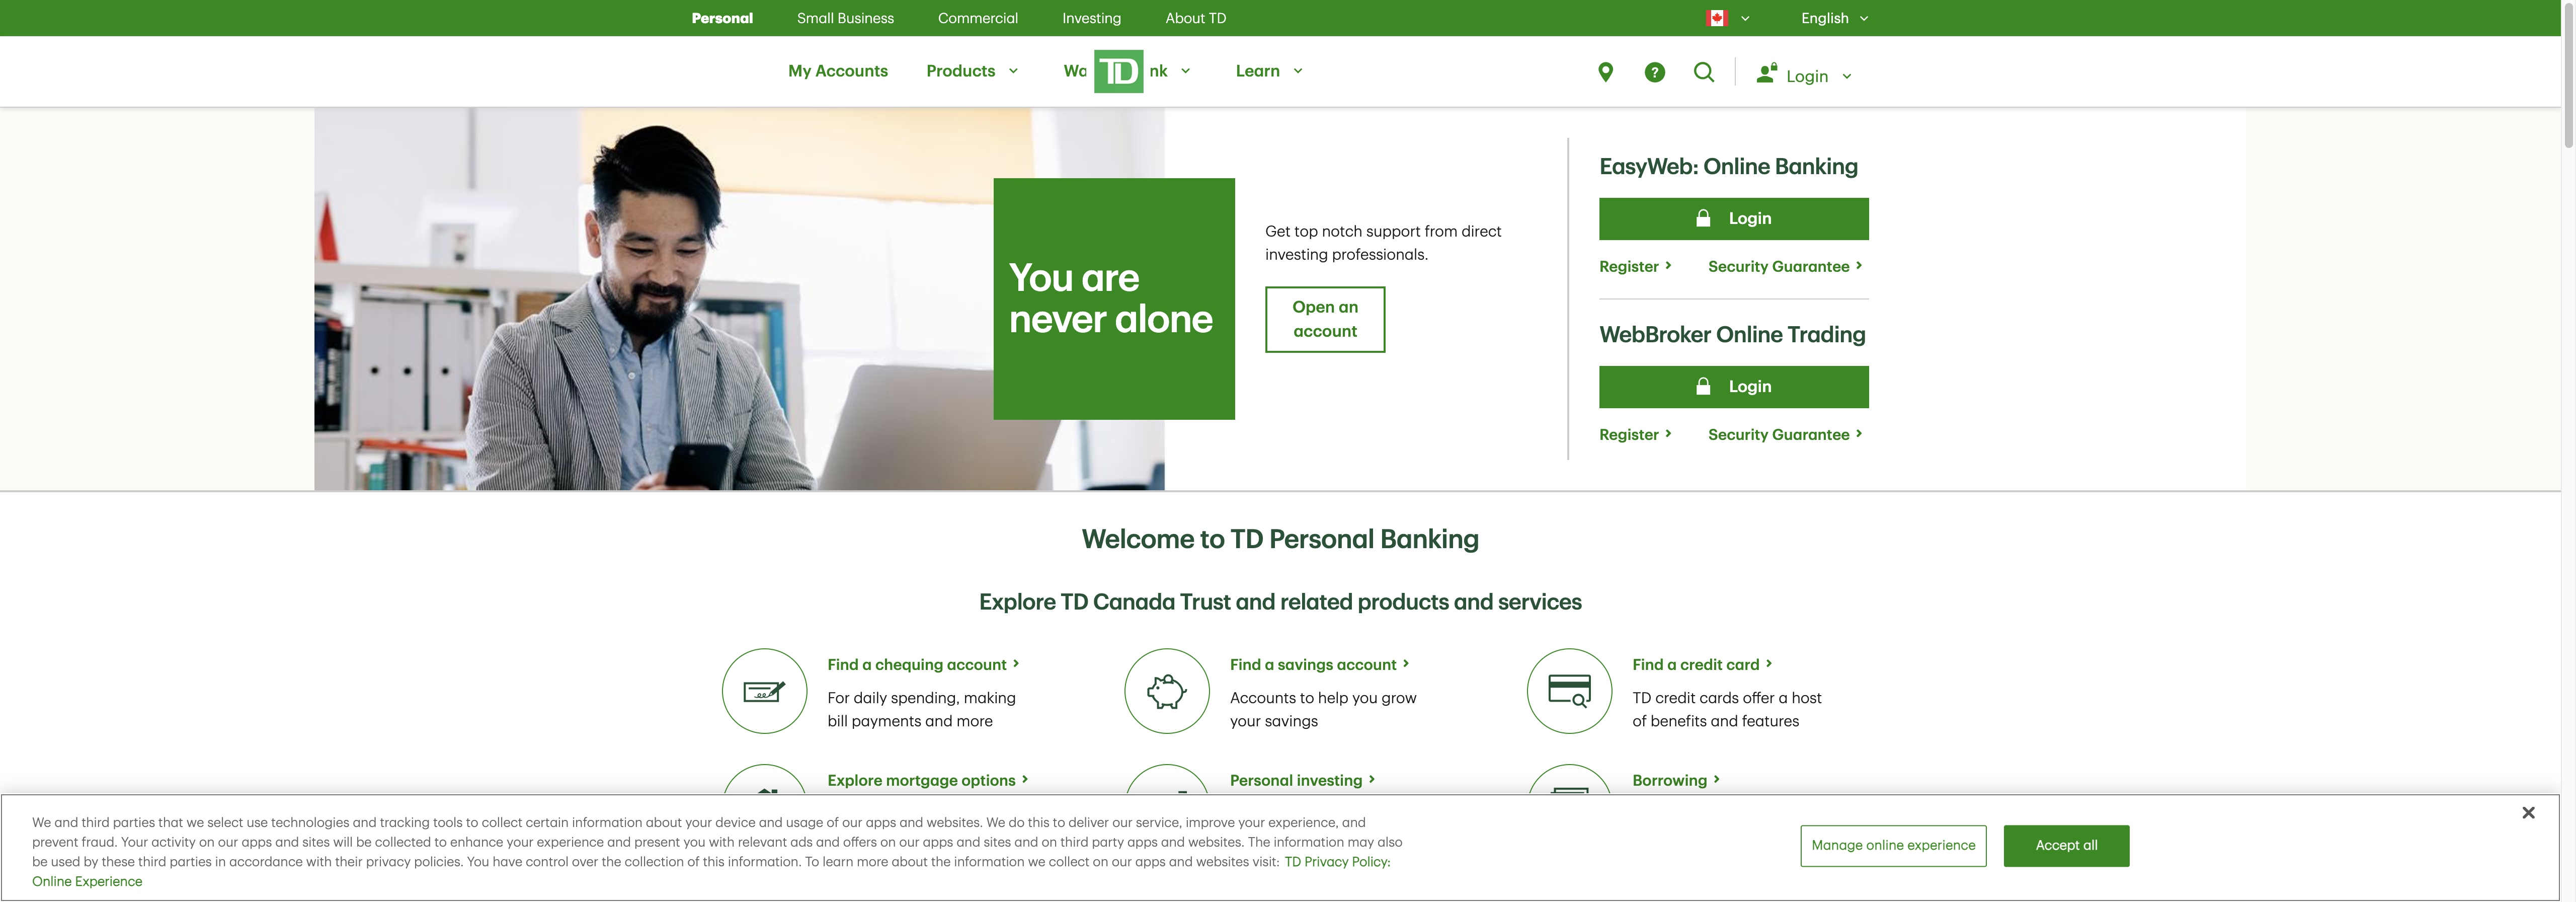 Personal
Small Business
Commercial
Investing
About TD
English
My Accounts
Products
Wa
TD
nk
Learn
?
Login
You are
never alone
Get top notch support from direct
investing professionals.
Open an
account
EasyWeb: Online Banking
Login
Register
Security Guarantee
WebBroker Online Trading
Login
Register
Security Guarantee
Welcome to TD Personal Banking
Explore TD Canada Trust and related products and services
Find a chequing account
For daily spending, making
bill payments and more
Find a savings account
Accounts to help you grow
your savings
Find a credit card
TD credit cards offer a host
of benefits and features
Explore mortgage options
Personal investing
Borrowing
We and third parties that we select use technologies and tracking tools to collect certain information about your device and usage of our apps and websites. We do this to deliver our service, improve your experience, and
prevent fraud. Your activity on our apps and sites will be collected to enhance your experience and present you with relevant ads and offers on our apps and sites and on third party apps and websites. The information may also
be used by these third parties in accordance with their privacy policies. You have control over the collection of this information. To learn more about the information we collect on our apps and websites visit: TD Privacy Policy:
Online Experience
Manage online experience
Accept all